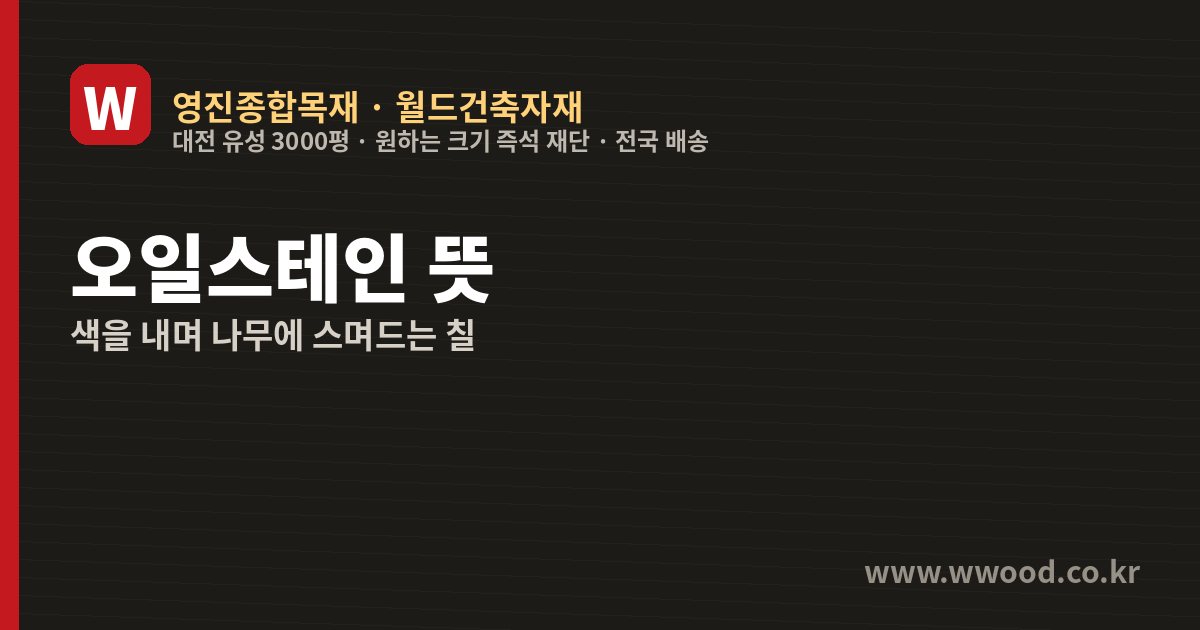 W
영진종합목재 · 월드건축자재
대전 유성 3000평 · 원하는 크기 즉석 재단 · 전국 배송
오일스테인 뜻
색을 내며 나무에 스며드는 칠
www.wwood.co.kr